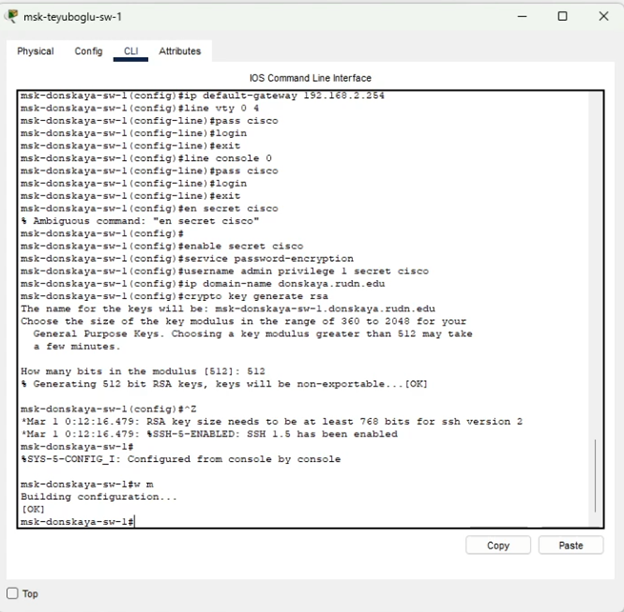 msk-teyuboglu-sw-1
Physical Config CLI Attributes
IOS Command Line Interface
msk-donskaya-sw-1(config)#ip default-gateway 192.168.2.254
msk-donskaya-sw-1(config)#line vty 0 4
msk-donskaya-sw-1(config-line)#pass cisco
msk-donskaya-sw-1(config-line)#login
msk-donskaya-sw-1(config-line)#exit
msk-donskaya-sw-1(config)#line console 0
msk-donskaya-sw-1(config-line)#pass cisco
msk-donskaya-sw-1(config-line)#login
msk-donskaya-sw-1(config-line)#exit
msk-donskaya-sw-1(config)#en secret cisco
% Ambiguous command: "en secret cisco"
msk-donskaya-sw-1(config)#
msk-donskaya-sw-1(config)#enable secret cisco
msk-donskaya-sw-1(config)#service password-encryption
msk-donskaya-sw-1(config)#username admin privilege 1 secret cisco
msk-donskaya-sw-1(config)#ip domain-name donskaya.rudn.edu
msk-donskaya-sw-1(config)#crypto key generate rsa
The name for the keys will be: msk-donskaya-sw-1.donskaya.rudn.edu
Choose the size of the key modulus in the range of 360 to 2048 for your
General Purpose Keys. Choosing a key modulus greater than 512 may take
a few minutes.
How many bits in the modulus [512]: 512
% Generating 512 bit RSA keys, keys will be non-exportable...[OK]
msk-donskaya-sw-1(config)#^Z
*Mar 1 0:12:16.479: RSA key size needs to be at least 768 bits for ssh version 2
*Mar 1 0:12:16.479: %SSH-5-ENABLED: SSH 1.5 has been enabled
msk-donskaya-sw-1#
%SYS-5-CONFIG_I: Configured from console by console
msk-donskaya-sw-1#w m
Building configuration...
[OK]
msk-donskaya-sw-1#
Copy Paste
Top